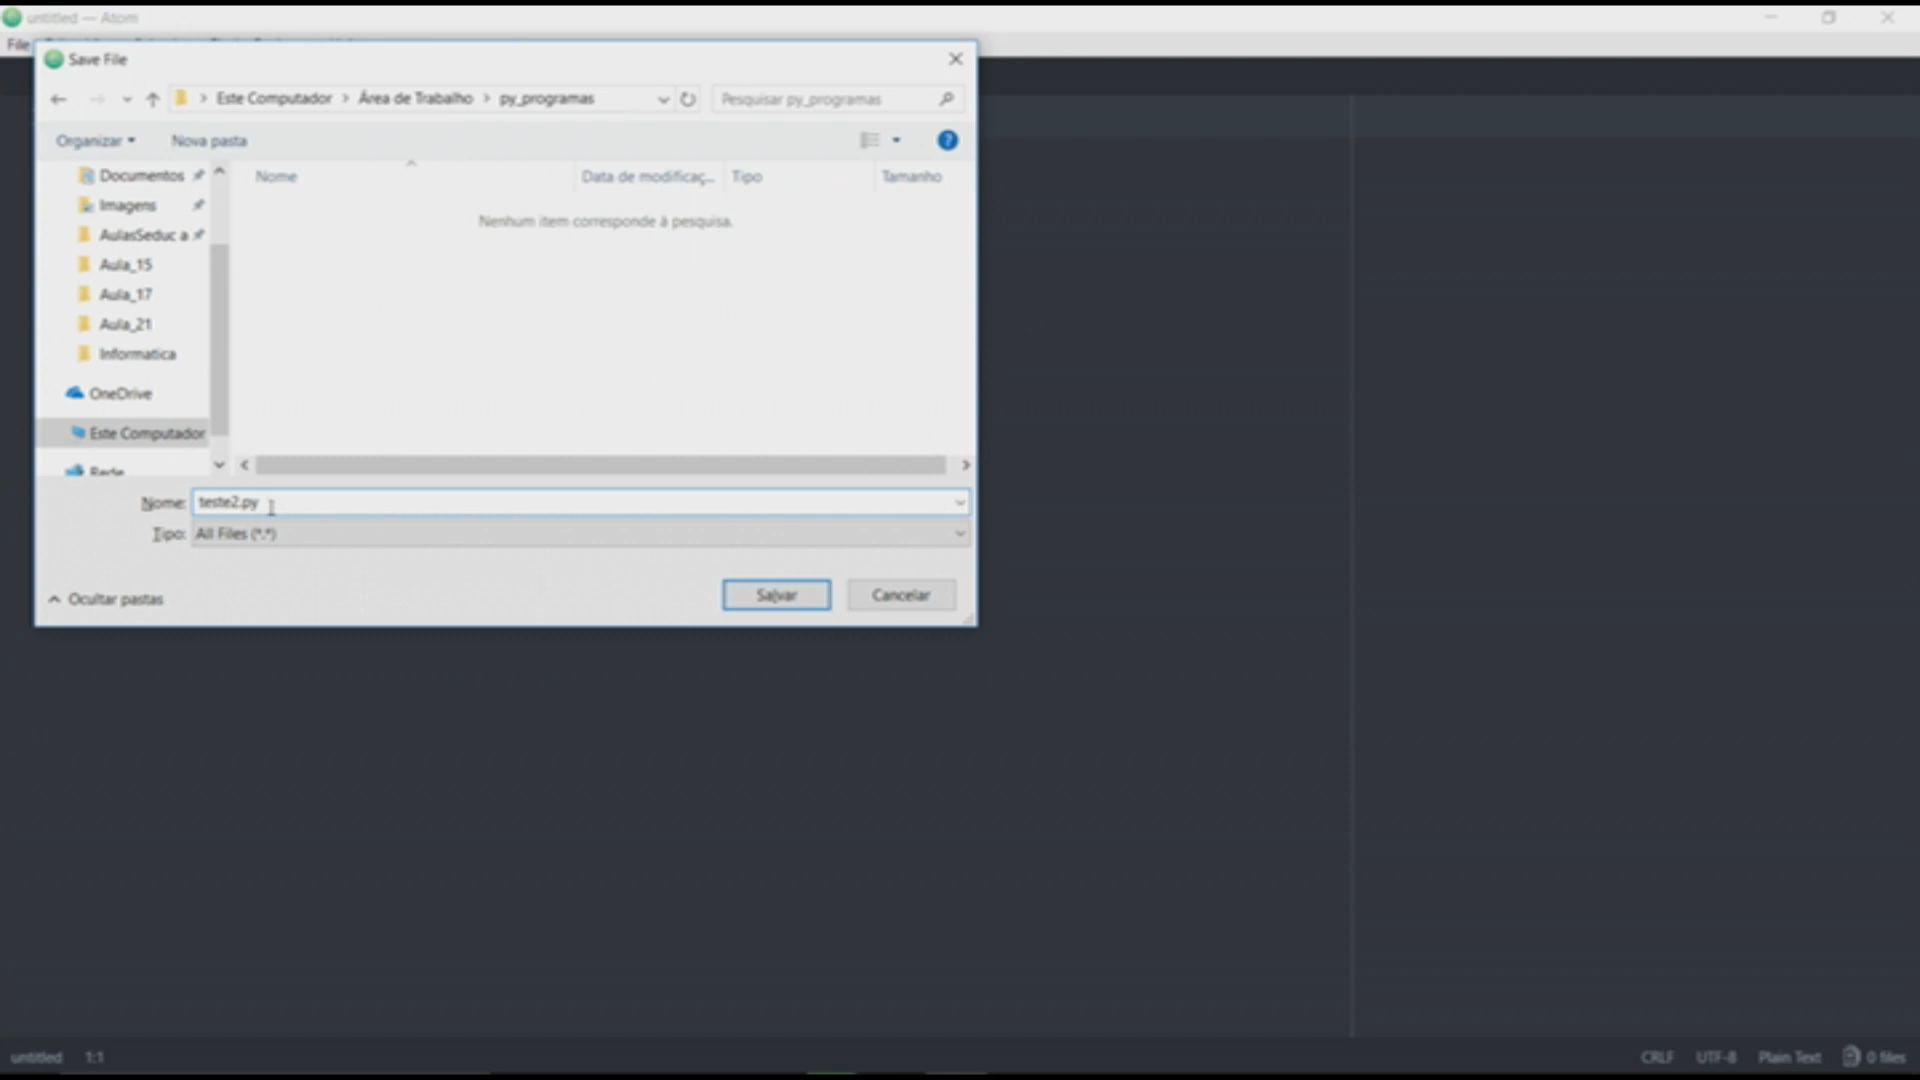 untitled — Atom
File
Save File
Este Computador > Área de Trabalho > py_programas
Pesquisar py_programas
Organizar
Nova pasta
Documentos
Imagens
AulasSeduc a
Aula_15
Aula_17
Aula_21
Informatica
OneDrive
Este Computador
Rede
Nome
Data de modificaç...
Tipo
Tamanho
Nenhum item corresponde à pesquisa.
Nome: teste2.py
Tipo: All Files (*.*)
Ocultar pastas
Salvar
Cancelar
untitled 1:1
CRLF UTF-8 Plain Text 0 files